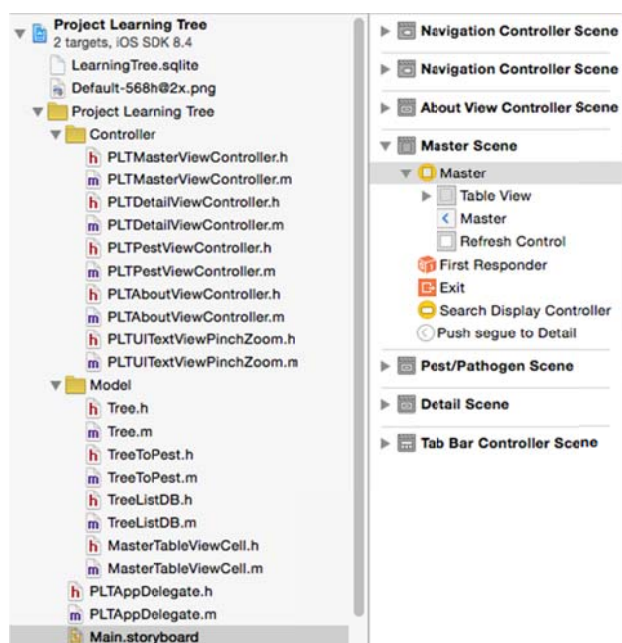 Project Learning Tree
2 targets, iOS SDK 8.4
LearningTree.sqlite
Default-568h@2x.png
Project Learning Tree
Controller
h PLTMasterViewController.h
m PLTMasterViewController.m
h PLTDetailViewController.h
m PLTDetailViewController.m
h PLTPestViewController.h
m PLTPestViewController.m
h PLTAboutViewController.h
m PLTAboutViewController.m
h PLTUITextViewPinchZoom.h
m PLTUITextViewPinchZoom.m
Model
h Tree.h
m Tree.m
h TreeToPest.h
m TreeToPest.m
h TreeListDB.h
m TreeListDB.m
h MasterTableViewCell.h
m MasterTableViewCell.m
h PLTAppDelegate.h
m PLTAppDelegate.m
Main.storyboard
Navigation Controller Scene
Navigation Controller Scene
About View Controller Scene
Master Scene
Master
Table View
Master
Refresh Control
First Responder
Exit
Search Display Controller
Push segue to Detail
Pest/Pathogen Scene
Detail Scene
Tab Bar Controller Scene